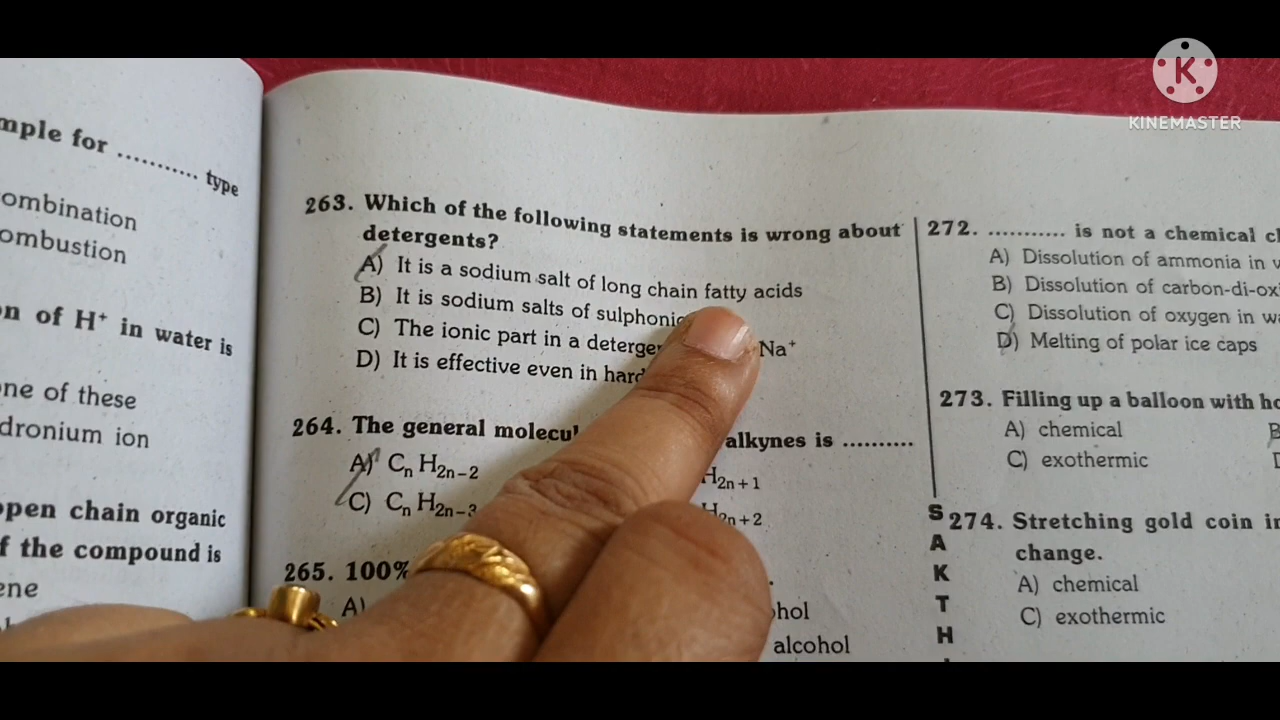 mple for ........... type
ombination
ombustion
n of H⁺ in water is
ne of these
dronium ion
open chain organic
f the compound is
ene
263. Which of the following statements is wrong about
detergents?
A) It is a sodium salt of long chain fatty acids
B) It is sodium salts of sulphonic
C) The ionic part in a deterge Na⁺
D) It is effective even in hard
264. The general molecul alkynes is ..........
A) CₙH₂ₙ₋₂ H₂ₙ₊₁
C) CₙH₂ₙ₋₃ H₂ₙ₊₂
265. 100%
A) hol
alcohol
S
A
K
T
H
272. ........... is not a chemical c
A) Dissolution of ammonia in
B) Dissolution of carbon-di-ox
C) Dissolution of oxygen in w
D) Melting of polar ice caps
273. Filling up a balloon with h
A) chemical B
C) exothermic
274. Stretching gold coin in
change.
A) chemical
C) exothermic
K
KINEMASTER